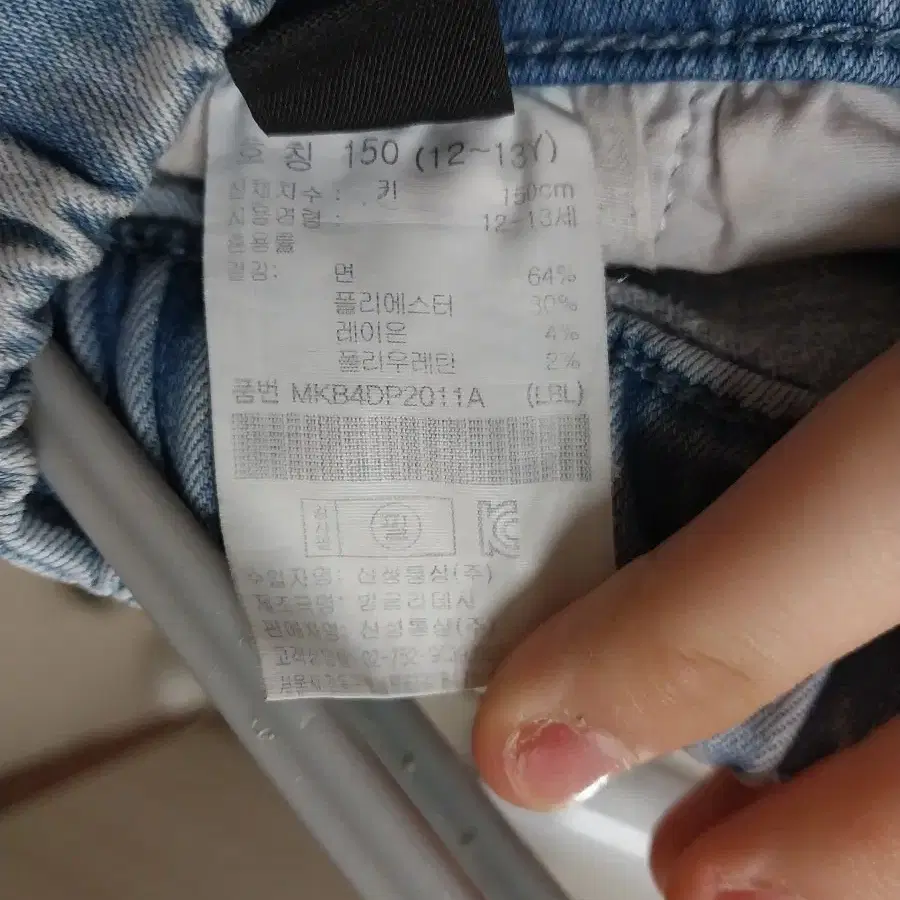 호 칭 150 (12~13Y)
신체치수 : 키 150cm
사용연령 : 12-13세
혼용률
겉감: 면 64%
폴리에스터 30%
레이온 4%
폴리우레탄 2%
품번 MKB4DP2011A (LBL)
수입자명: 신성통상(주)
제조국명: 방글라데시
판매자명: 신성통상(주)